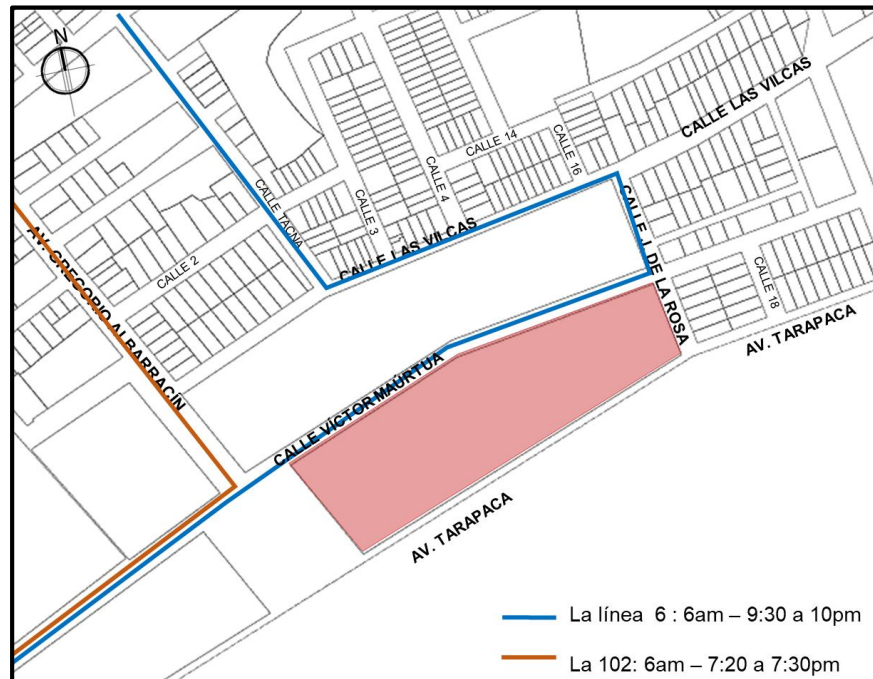 N
CALLE LAS VILCAS
CALLE 14
CALLE 16
CALLE 4
CALLE 3
CALLE TACNA
CALLE LAS VILCAS
CALLE 2
AV. GREGORIO ALBARRACÍN
CALLE J. DE LA ROSA
CALLE 18
AV. TARAPACA
CALLE VÍCTOR MAÚRTUA
AV. TARAPACA
La línea 6 : 6am – 9:30 a 10pm
La 102: 6am – 7:20 a 7:30pm